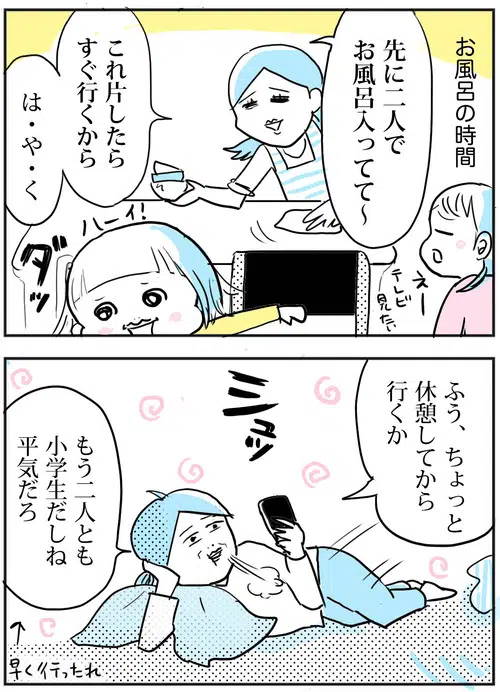 お風呂の時間
先に二人で
お風呂入ってて〜
これ片したら
すぐ行くから
は・や・く
ハーイ!
ダッ
えー
テレビ
見た、
ふう、ちょっと
休憩してから
行くか
ミュッ
もう二人とも
小学生だしね
平気だろ
↑
早く行ったれ